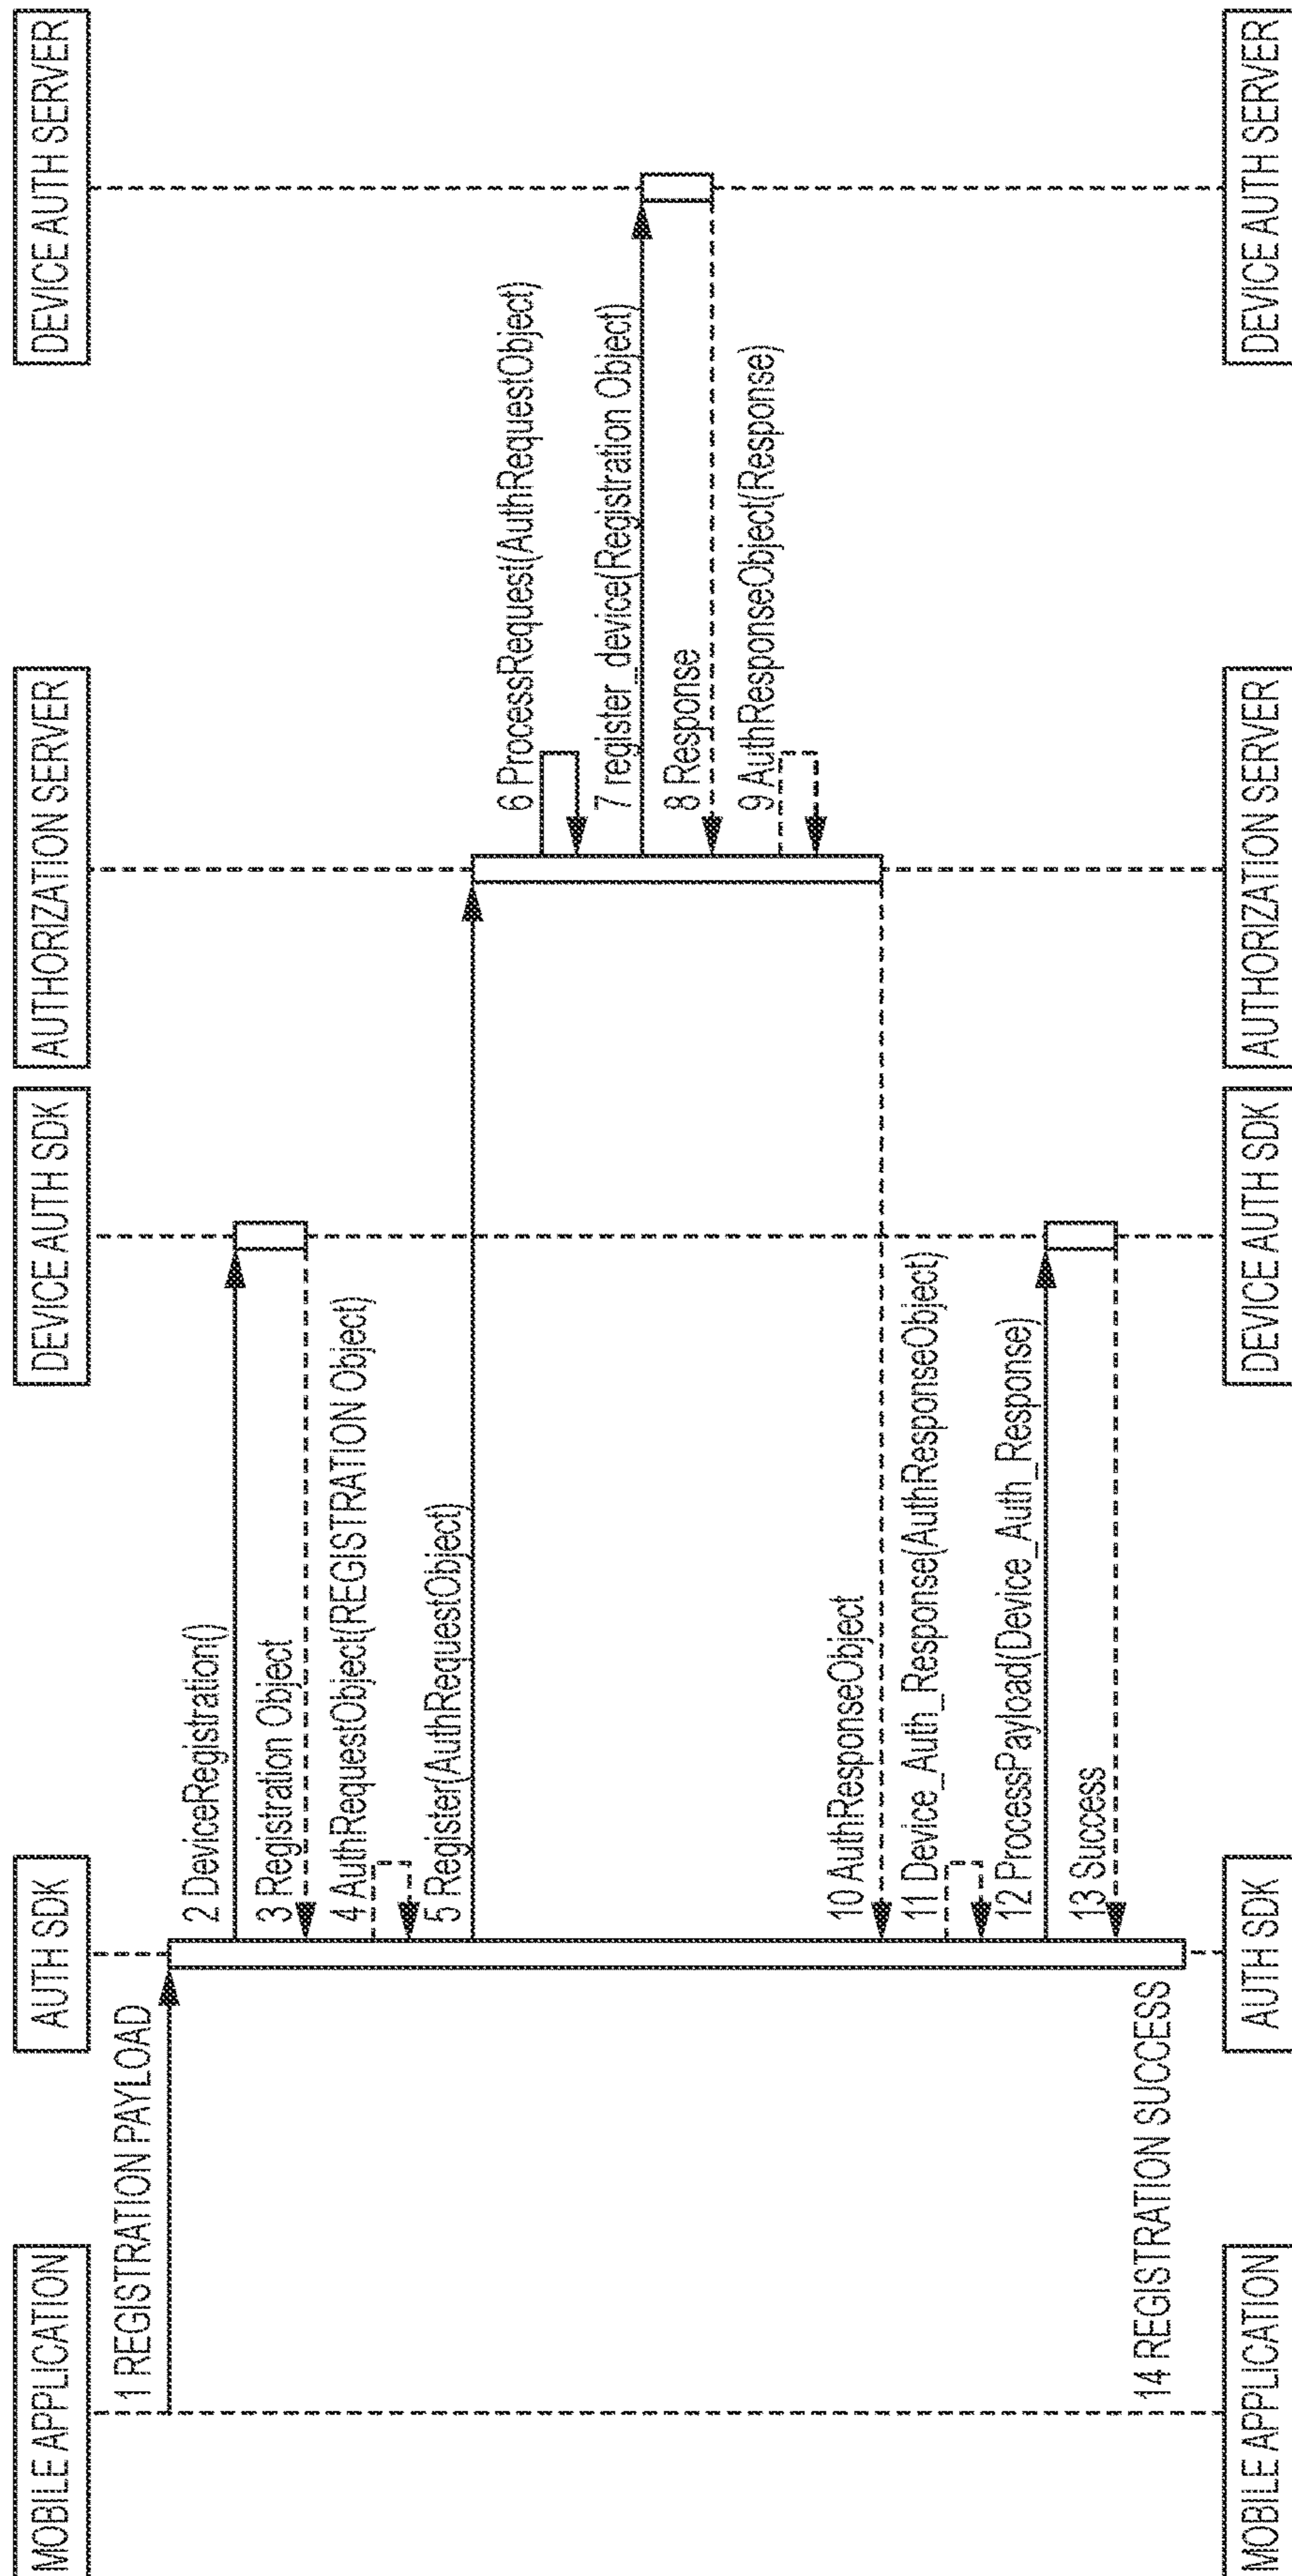 MOBILE APPLICATION
AUTH SDK
DEVICE AUTH SDK
AUTHORIZATION SERVER
DEVICE AUTH SERVER
1 REGISTRATION PAYLOAD
2 DeviceRegistration()
3 Registration Object
4 AuthRequestObject(REGISTRATION Object)
5 Register(AuthRequestObject)
6 ProcessRequest(AuthRequestObject)
7 register_device(Registration Object)
8 Response
9 AuthResponseObject(Response)
10 AuthResponseObject
11 Device_Auth_Response(AuthResponseObject)
12 ProcessPayload(Device_Auth_Response)
13 Success
14 REGISTRATION SUCCESS
MOBILE APPLICATION
AUTH SDK
DEVICE AUTH SDK
AUTHORIZATION SERVER
DEVICE AUTH SERVER